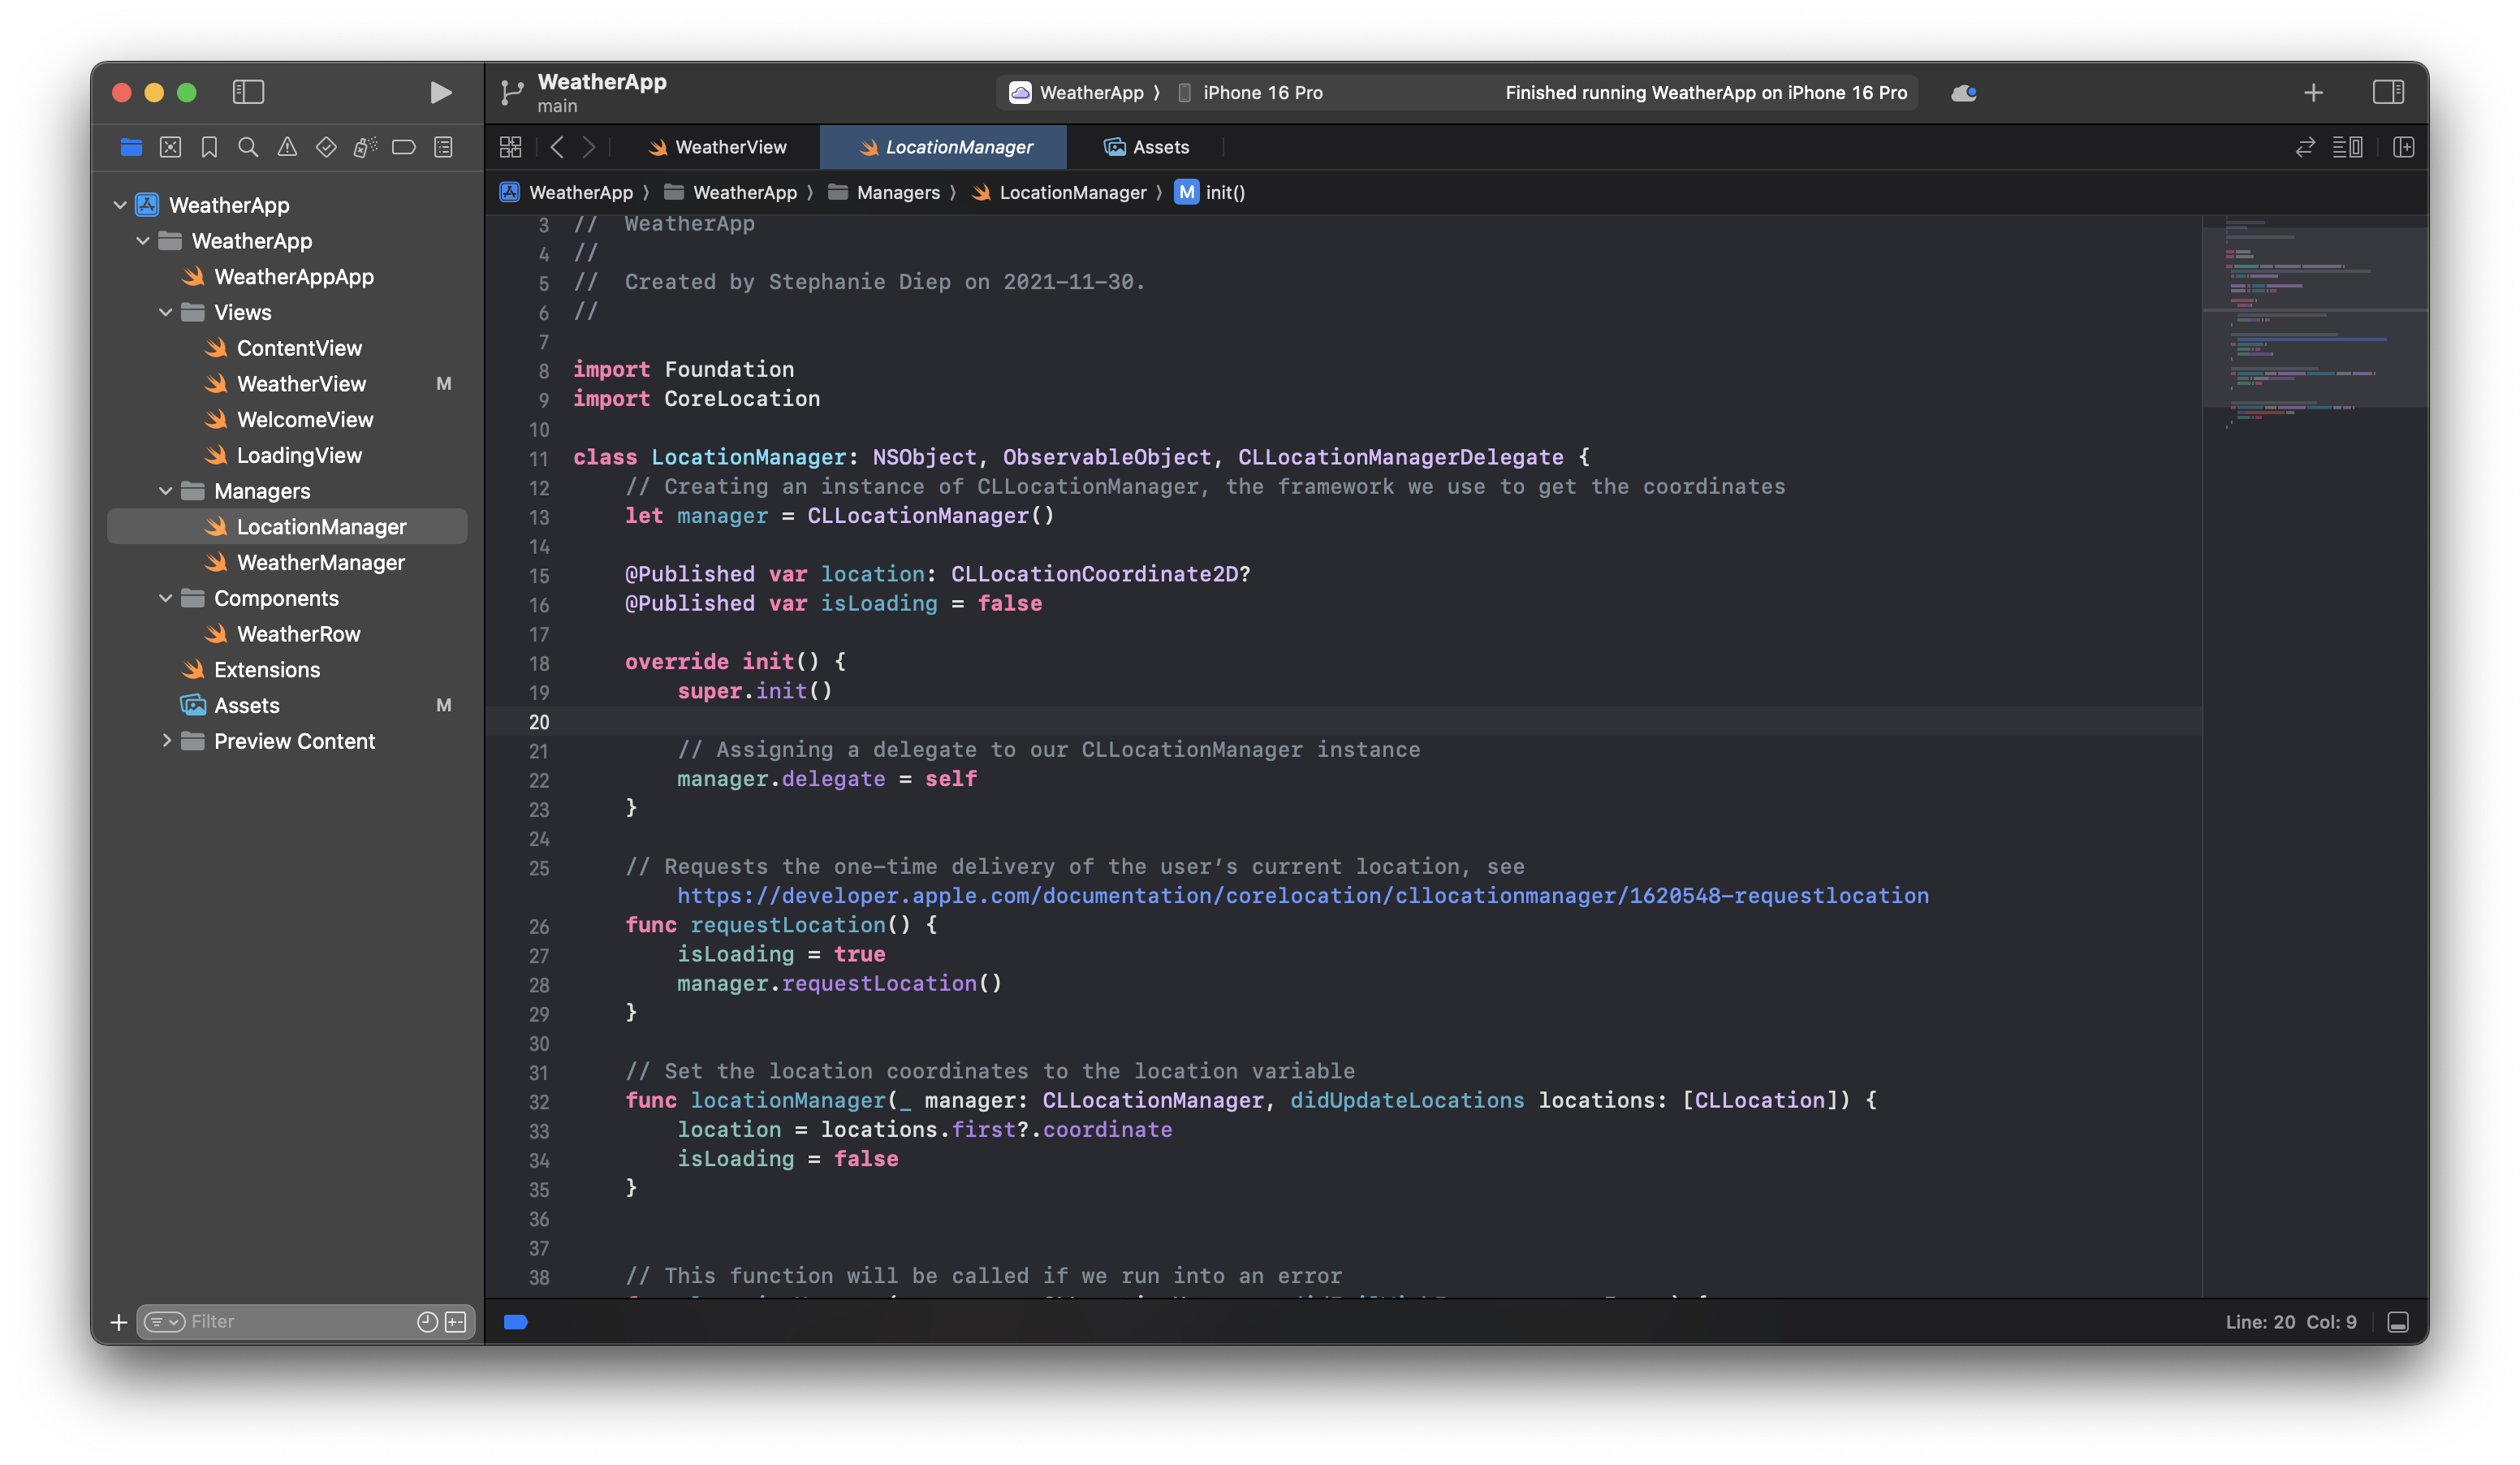 WeatherApp
main
WeatherApp 〉 iPhone 16 Pro
Finished running WeatherApp on iPhone 16 Pro
WeatherView
LocationManager
Assets
WeatherApp 〉 WeatherApp 〉 Managers 〉 LocationManager 〉 M init()
WeatherApp
WeatherApp
WeatherAppApp
Views
ContentView
WeatherView M
WelcomeView
LoadingView
Managers
LocationManager
WeatherManager
Components
WeatherRow
Extensions
Assets M
Preview Content
Filter
3 //  WeatherApp
4 //
5 //  Created by Stephanie Diep on 2021-11-30.
6 //
7
8 import Foundation
9 import CoreLocation
10
11 class LocationManager: NSObject, ObservableObject, CLLocationManagerDelegate {
12     // Creating an instance of CLLocationManager, the framework we use to get the coordinates
13     let manager = CLLocationManager()
14
15     @Published var location: CLLocationCoordinate2D?
16     @Published var isLoading = false
17
18     override init() {
19         super.init()
20
21         // Assigning a delegate to our CLLocationManager instance
22         manager.delegate = self
23     }
24
25     // Requests the one-time delivery of the user’s current location, see
https://developer.apple.com/documentation/corelocation/cllocationmanager/1620548-requestlocation
26     func requestLocation() {
27         isLoading = true
28         manager.requestLocation()
29     }
30
31     // Set the location coordinates to the location variable
32     func locationManager(_ manager: CLLocationManager, didUpdateLocations locations: [CLLocation]) {
33         location = locations.first?.coordinate
34         isLoading = false
35     }
36
37
38     // This function will be called if we run into an error
Line: 20  Col: 9